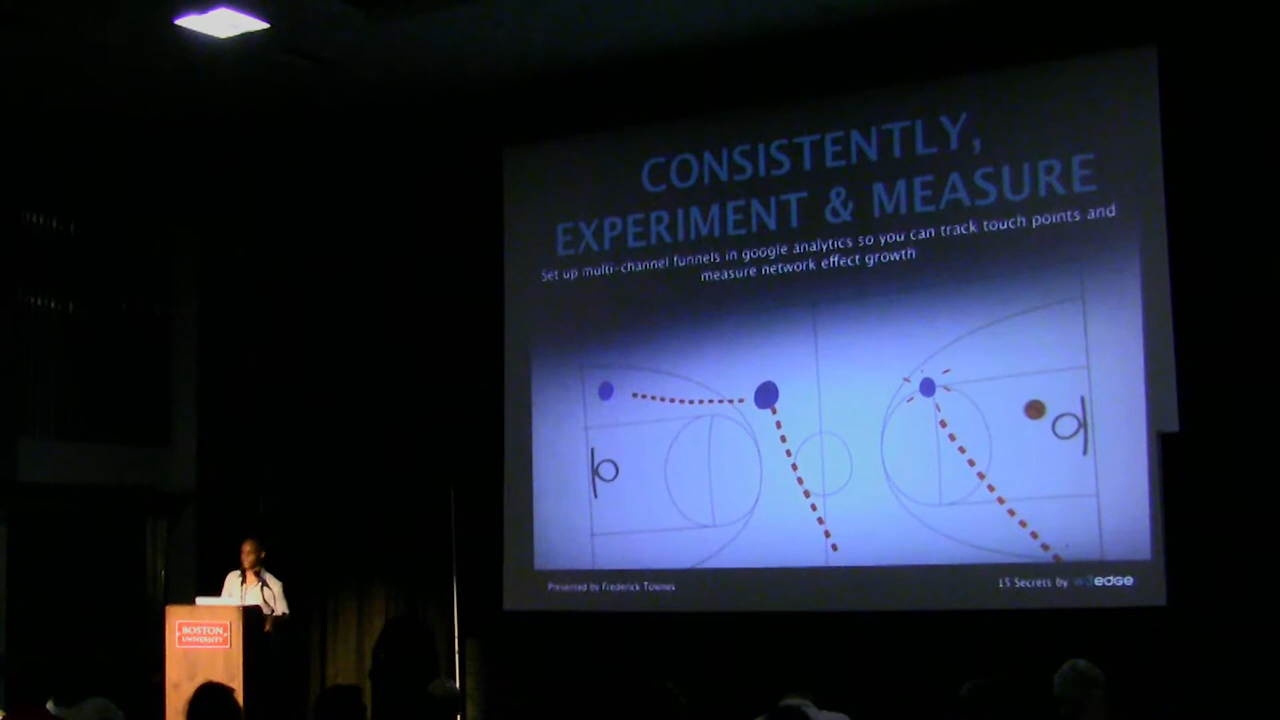 CONSISTENTLY,
EXPERIMENT & MEASURE
Set up multi-channel funnels in google analytics so you can track touch points and
measure network effect growth
Presented by Frederick Townes
15 Secrets by w3edge
BOSTON
UNIVERSITY